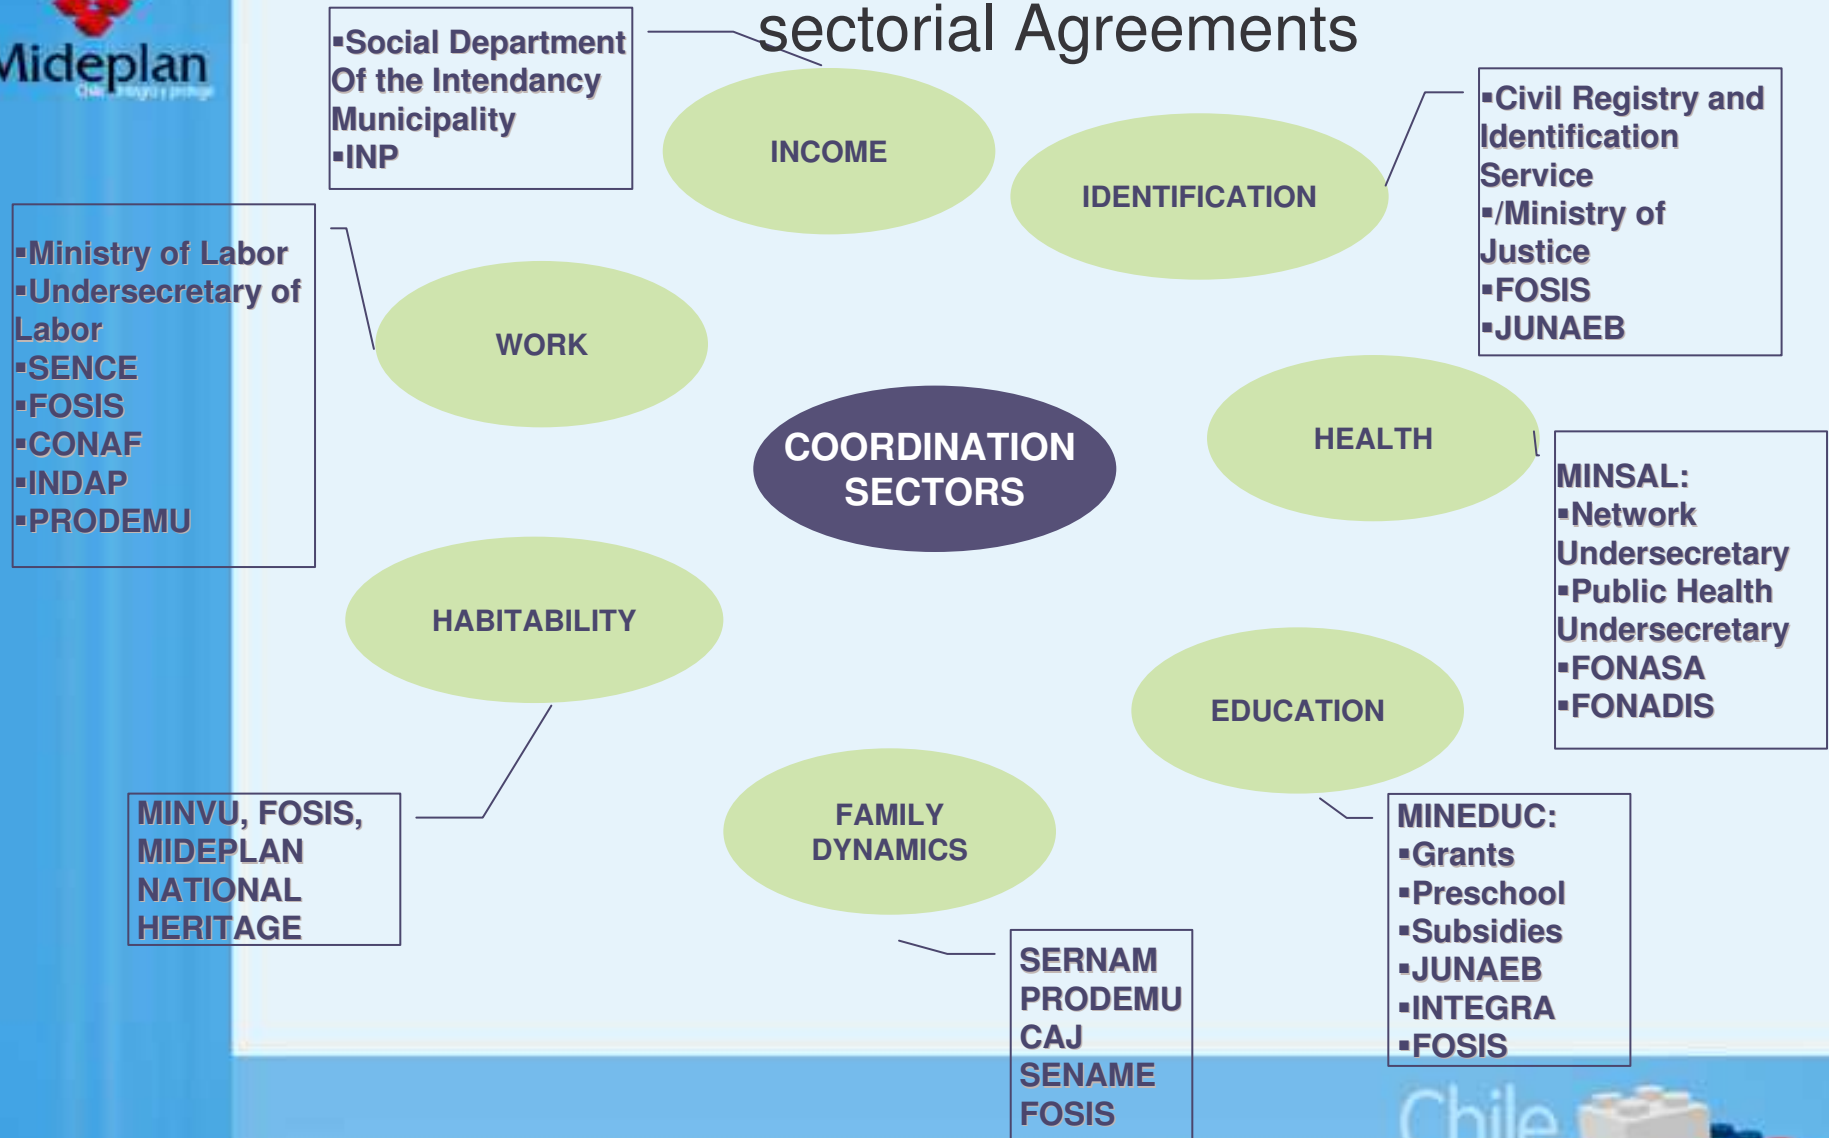 sectorial Agreements
Mideplan
▪Social Department
Of the Intendancy
Municipality
▪INP
INCOME
IDENTIFICATION
▪Civil Registry and
Identification
Service
▪/Ministry of
Justice
▪FOSIS
▪JUNAEB
▪Ministry of Labor
▪Undersecretary of
Labor
▪SENCE
▪FOSIS
▪CONAF
▪INDAP
▪PRODEMU
WORK
COORDINATION
SECTORS
HEALTH
MINSAL:
▪Network
Undersecretary
▪Public Health
Undersecretary
▪FONASA
▪FONADIS
HABITABILITY
EDUCATION
MINVU, FOSIS,
MIDEPLAN
NATIONAL
HERITAGE
FAMILY
DYNAMICS
MINEDUC:
▪Grants
▪Preschool
▪Subsidies
▪JUNAEB
▪INTEGRA
▪FOSIS
SERNAM
PRODEMU
CAJ
SENAME
FOSIS
Chile